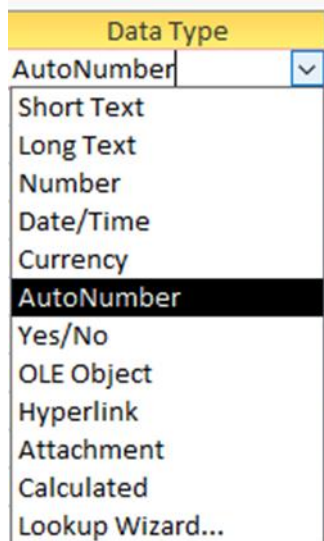 Data Type
AutoNumber
Short Text
Long Text
Number
Date/Time
Currency
AutoNumber
Yes/No
OLE Object
Hyperlink
Attachment
Calculated
Lookup Wizard...